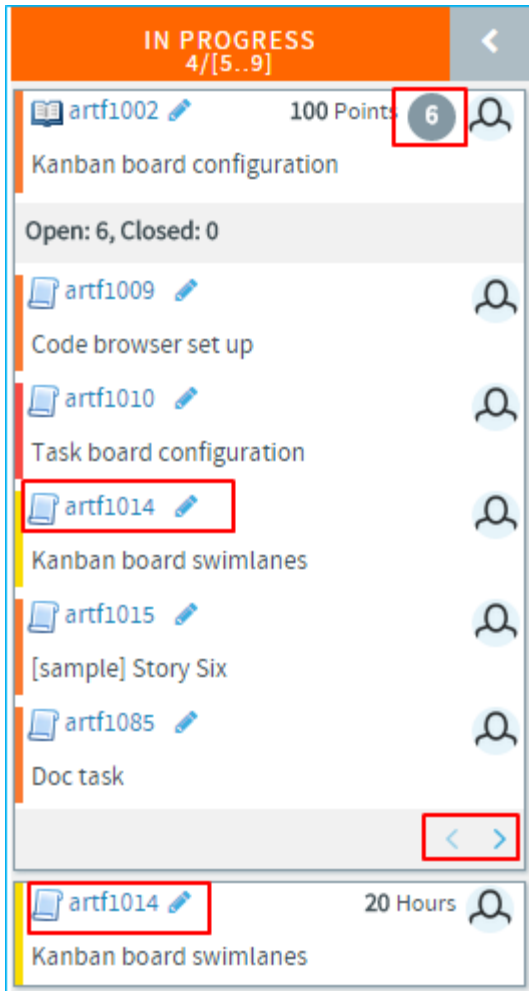 IN PROGRESS
4/[5..9]
artf1002 100 Points 6
Kanban board configuration
Open: 6, Closed: 0
artf1009
Code browser set up
artf1010
Task board configuration
artf1014
Kanban board swimlanes
artf1015
[sample] Story Six
artf1085
Doc task
artf1014 20 Hours
Kanban board swimlanes